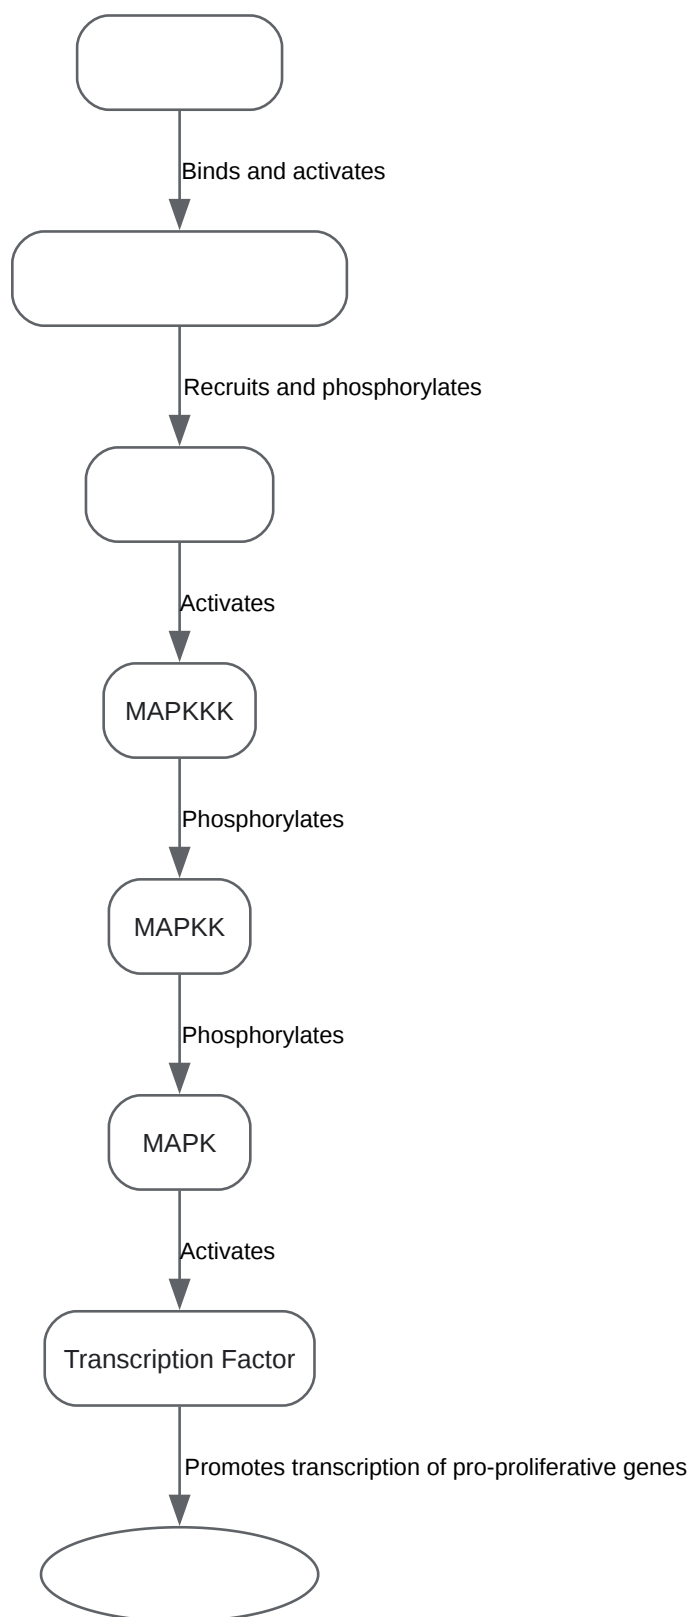 Binds and activates
Recruits and phosphorylates
Activates
MAPKKK
Phosphorylates
MAPKK
Phosphorylates
MAPK
Activates
Transcription Factor
Promotes transcription of pro-proliferative genes